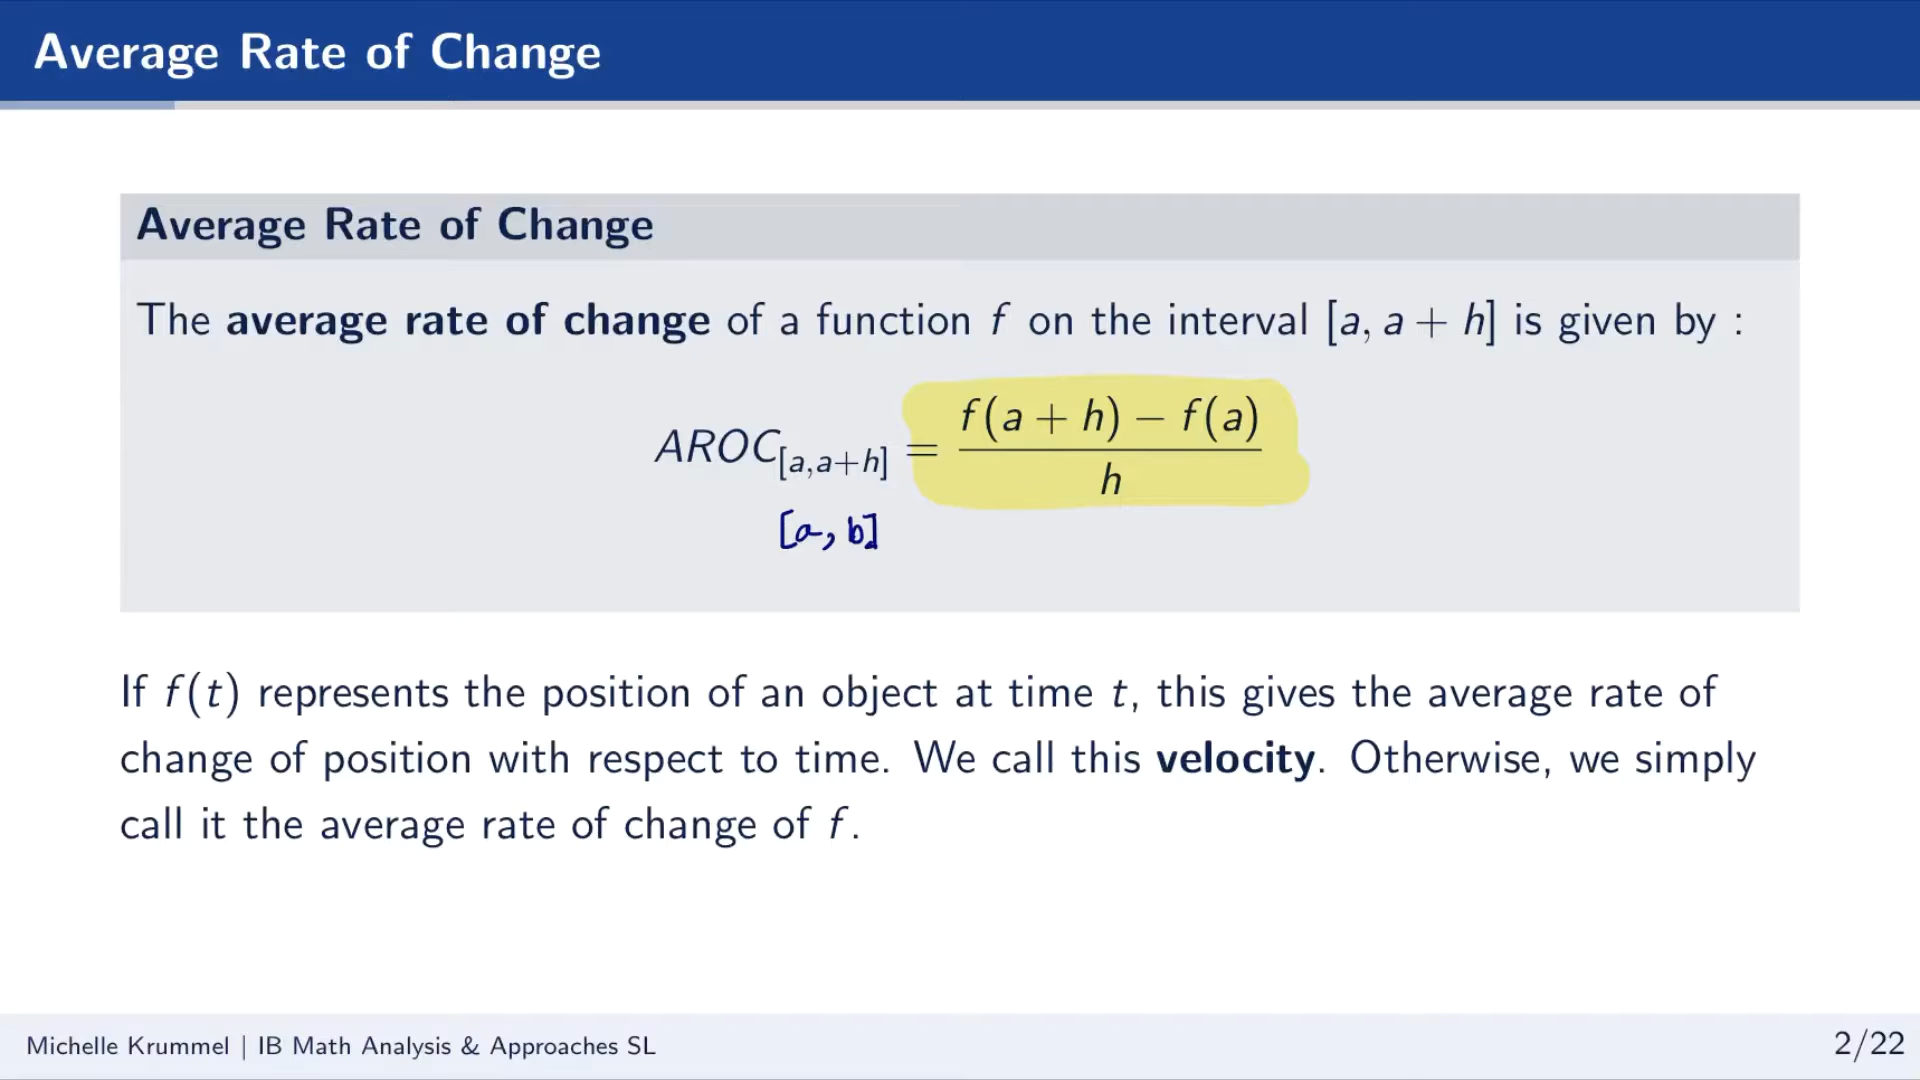 Average Rate of Change
Average Rate of Change
The average rate of change of a function f on the interval [a, a + h] is given by :
AROC[a,a+h] = f(a + h) − f(a) / h
[a, b]
If f(t) represents the position of an object at time t, this gives the average rate of
change of position with respect to time. We call this velocity. Otherwise, we simply
call it the average rate of change of f.
Michelle Krummel | IB Math Analysis & Approaches SL
2/22